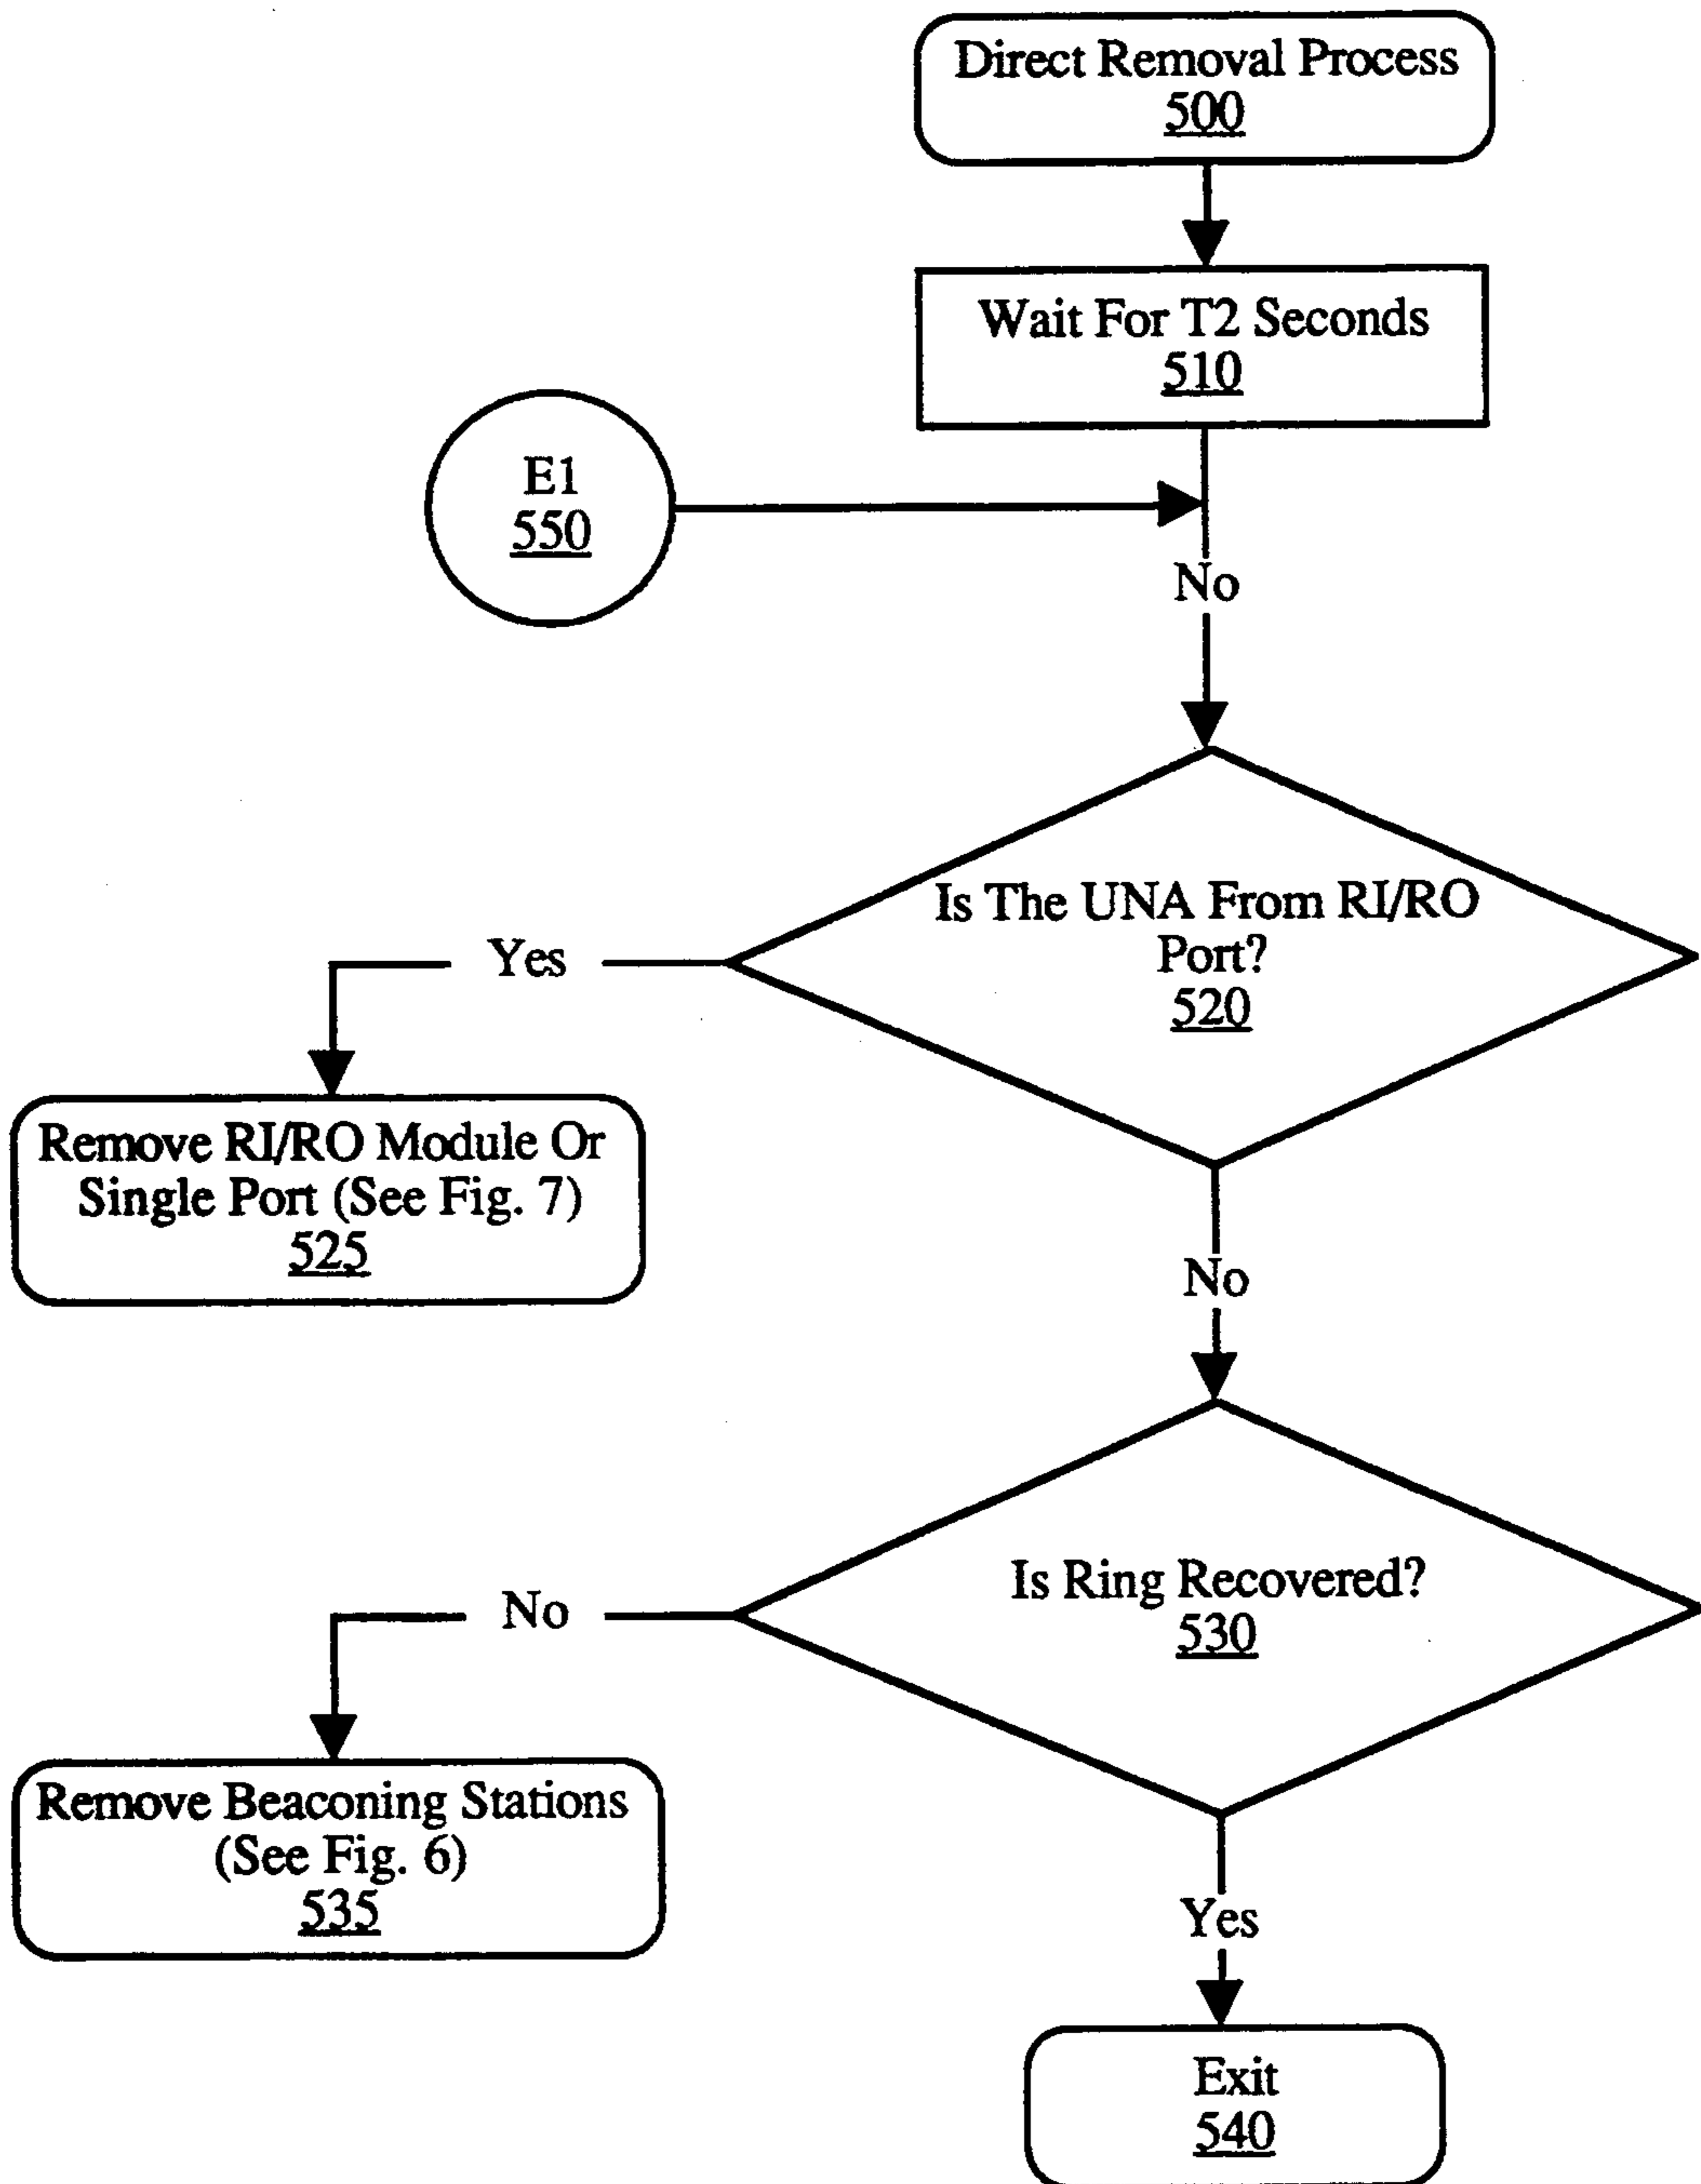 Direct Removal Process
500
Wait For T2 Seconds
510
E1
550
No
Is The UNA From RI/RO
Port?
520
Yes
Remove RI/RO Module Or
Single Port (See Fig. 7)
525
No
Is Ring Recovered?
530
No
Remove Beaconing Stations
(See Fig. 6)
535
Yes
Exit
540